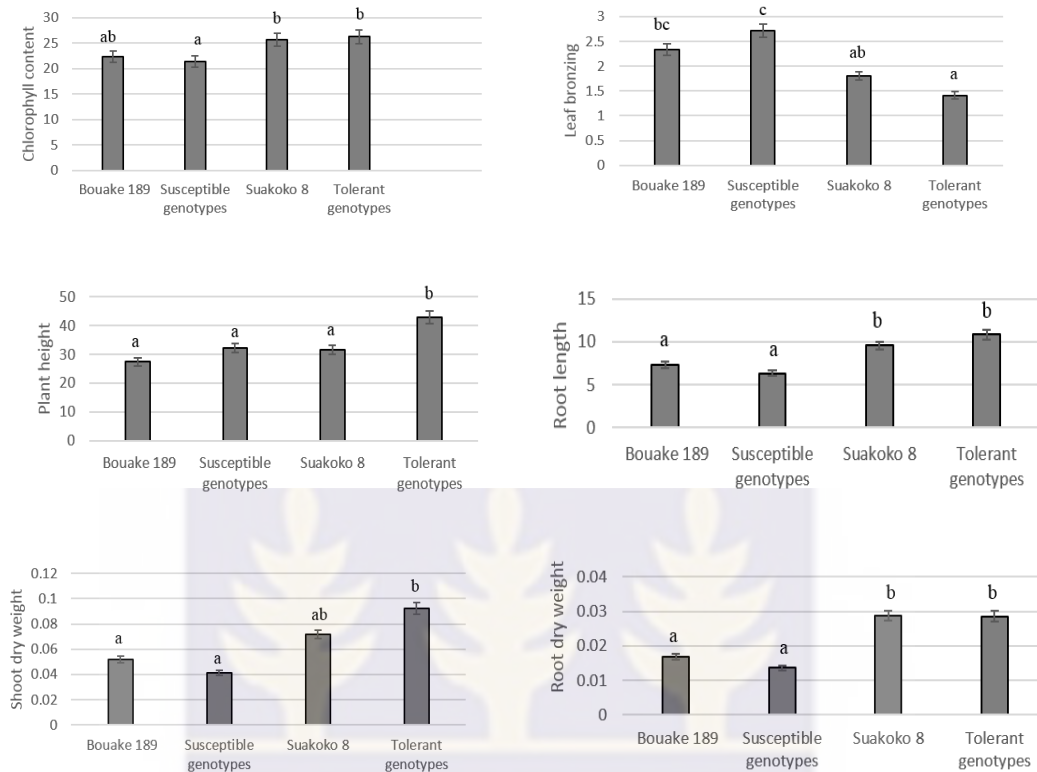 Chlorophyll content
30
25
20
15
10
5
0
ab
a
b
b
Bouake 189 Susceptible genotypes Suakoko 8 Tolerant genotypes
Leaf bronzing
3
2.5
2
1.5
1
0.5
0
bc
c
ab
a
Bouake 189 Susceptible genotypes Suakoko 8 Tolerant genotypes
Plant height
50
40
30
20
10
0
a
a
a
b
Bouake 189 Susceptible genotypes Suakoko 8 Tolerant genotypes
Root length
15
10
5
0
a
a
b
b
Bouake 189 Susceptible genotypes Suakoko 8 Tolerant genotypes
Shoot dry weight
0.12
0.1
0.08
0.06
0.04
0.02
0
a
a
ab
b
Bouake 189 Susceptible genotypes Suakoko 8 Tolerant genotypes
Root dry weight
0.04
0.03
0.02
0.01
0
a
a
b
b
Bouake 189 Susceptible genotypes Suakoko 8 Tolerant genotypes